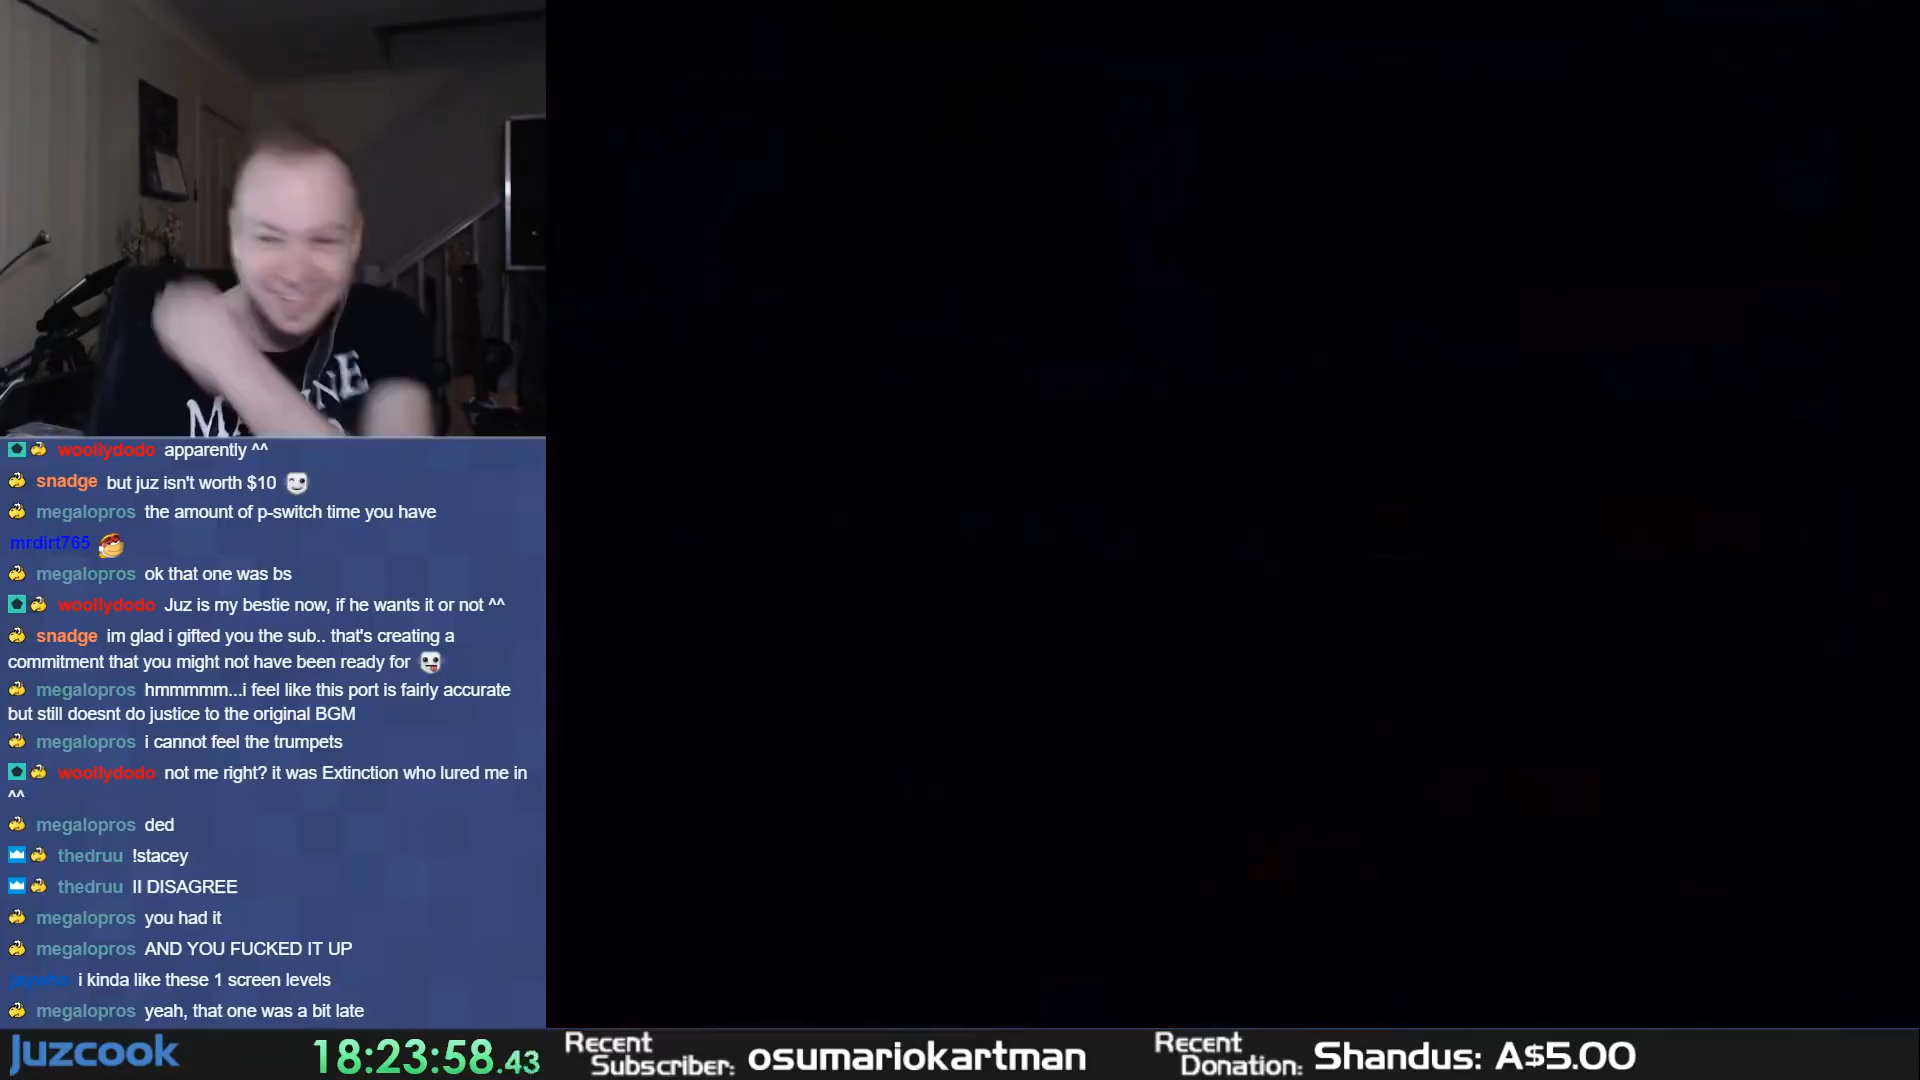 woollydodo apparently ^^
snadge but juz isn't worth $10
megalopros the amount of p-switch time you have
mrdirt765
megalopros ok that one was bs
woollydodo Juz is my bestie now, if he wants it or not ^^
snadge im glad i gifted you the sub.. that's creating a
commitment that you might not have been ready for
megalopros hmmmmm...i feel like this port is fairly accurate
but still doesnt do justice to the original BGM
megalopros i cannot feel the trumpets
woollydodo not me right? it was Extinction who lured me in
^^
megalopros ded
thedruu !stacey
thedruu II DISAGREE
megalopros you had it
megalopros AND YOU FUCKED IT UP
i kinda like these 1 screen levels
megalopros yeah, that one was a bit late
Juzcook 18:23:58.43 Recent Subscriber: osumariokartman Recent Donation: Shandus: A$5.00